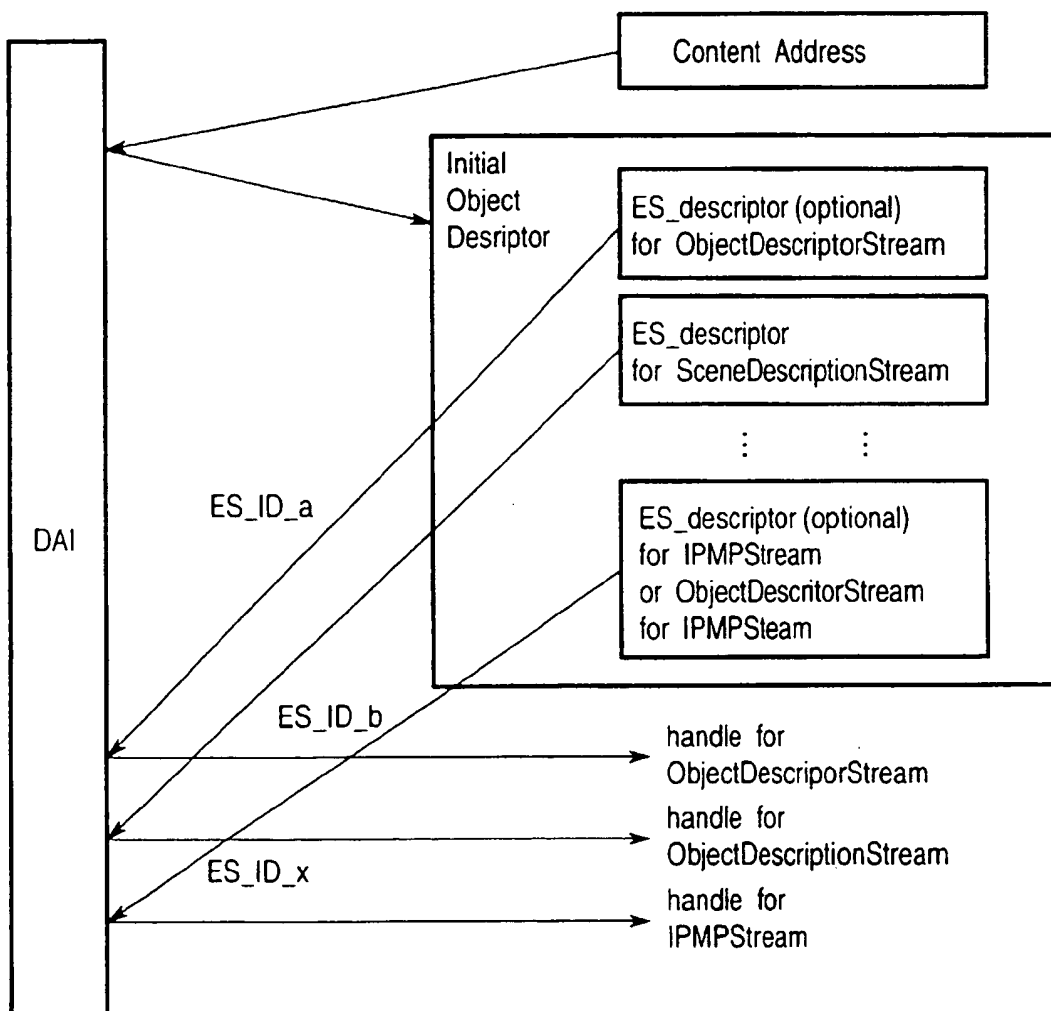 Content Address
Initial
Object
Desriptor
ES_descriptor (optional)
for ObjectDescriptorStream
ES_descriptor
for SceneDescriptionStream
ES_descriptor (optional)
for IPMPStream
or ObjectDescritorStream
for IPMPSteam
DAI
ES_ID_a
ES_ID_b
ES_ID_x
handle for
ObjectDescriporStream
handle for
ObjectDescriptionStream
handle for
IPMPStream